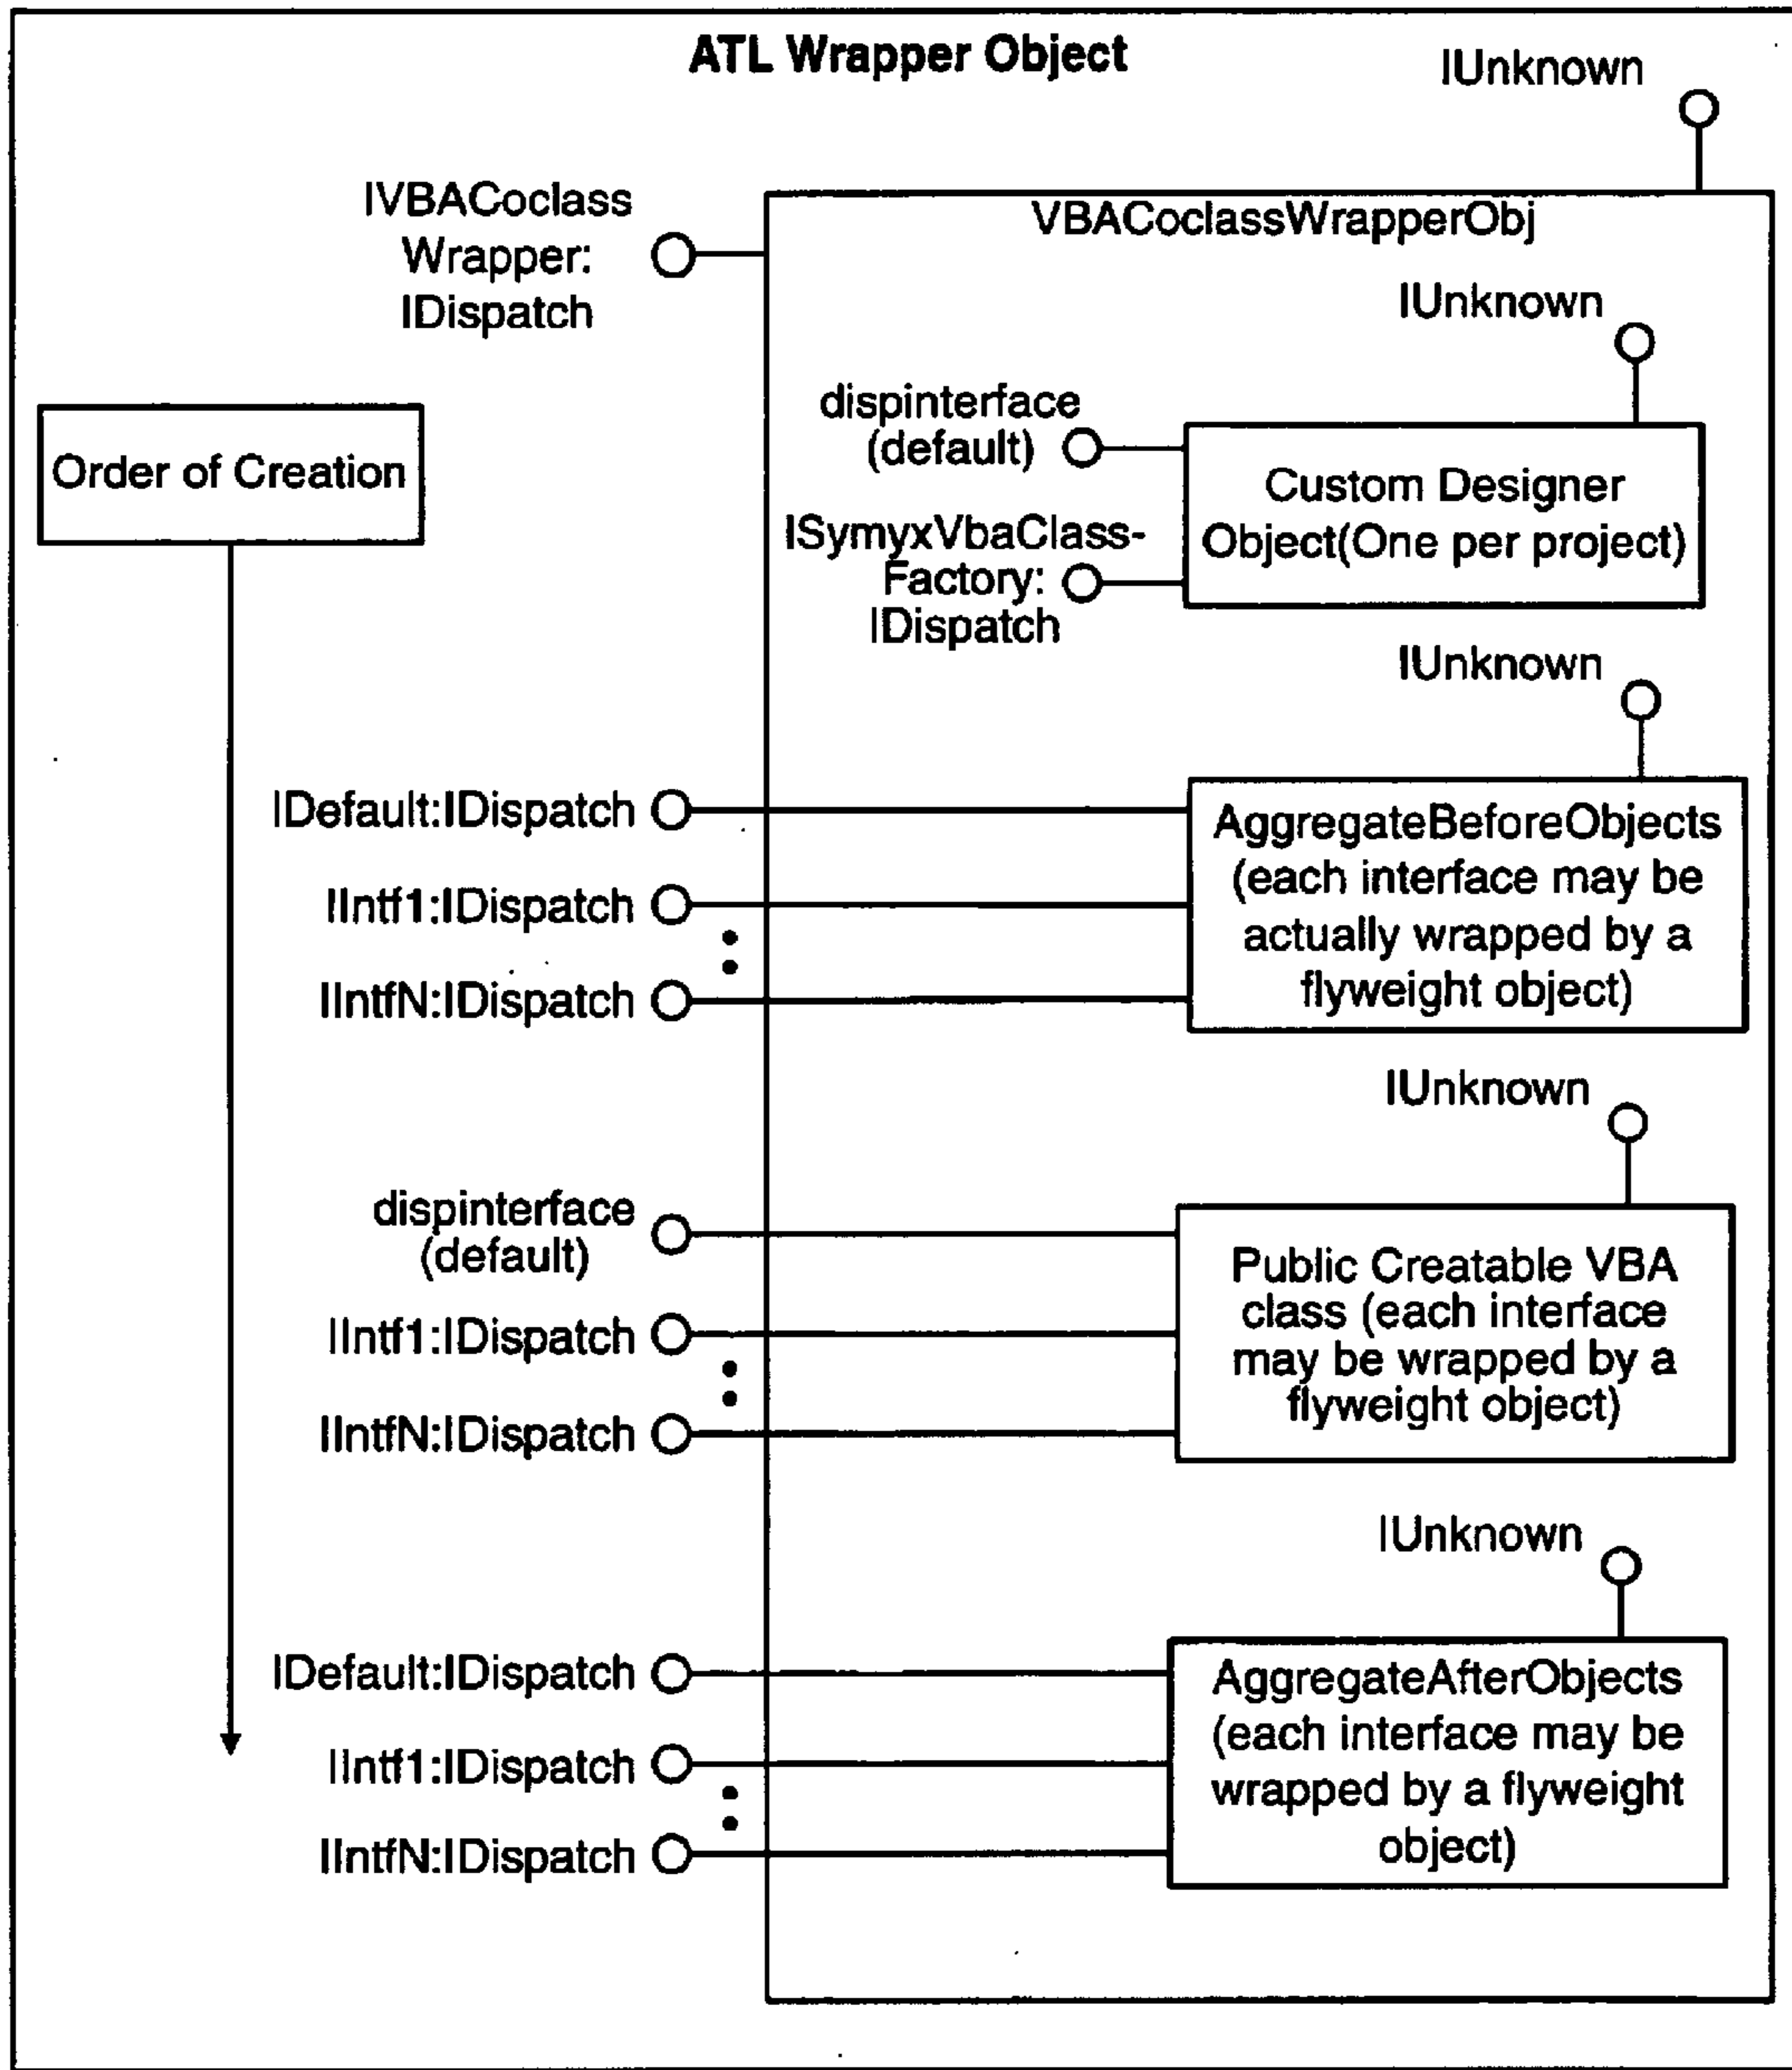 ATL Wrapper Object
IUnknown
IVBACoclass
Wrapper:
IDispatch
VBACoclassWrapperObj
IUnknown
dispinterface
(default)
Order of Creation
Custom Designer
Object(One per project)
ISymyxVbaClass-
Factory:
IDispatch
IUnknown
IDefault:IDispatch
IIntf1:IDispatch
IIntfN:IDispatch
AggregateBeforeObjects
(each interface may be
actually wrapped by a
flyweight object)
IUnknown
dispinterface
(default)
IIntf1:IDispatch
IIntfN:IDispatch
Public Creatable VBA
class (each interface
may be wrapped by a
flyweight object)
IUnknown
IDefault:IDispatch
IIntf1:IDispatch
IIntfN:IDispatch
AggregateAfterObjects
(each interface may be
wrapped by a flyweight
object)